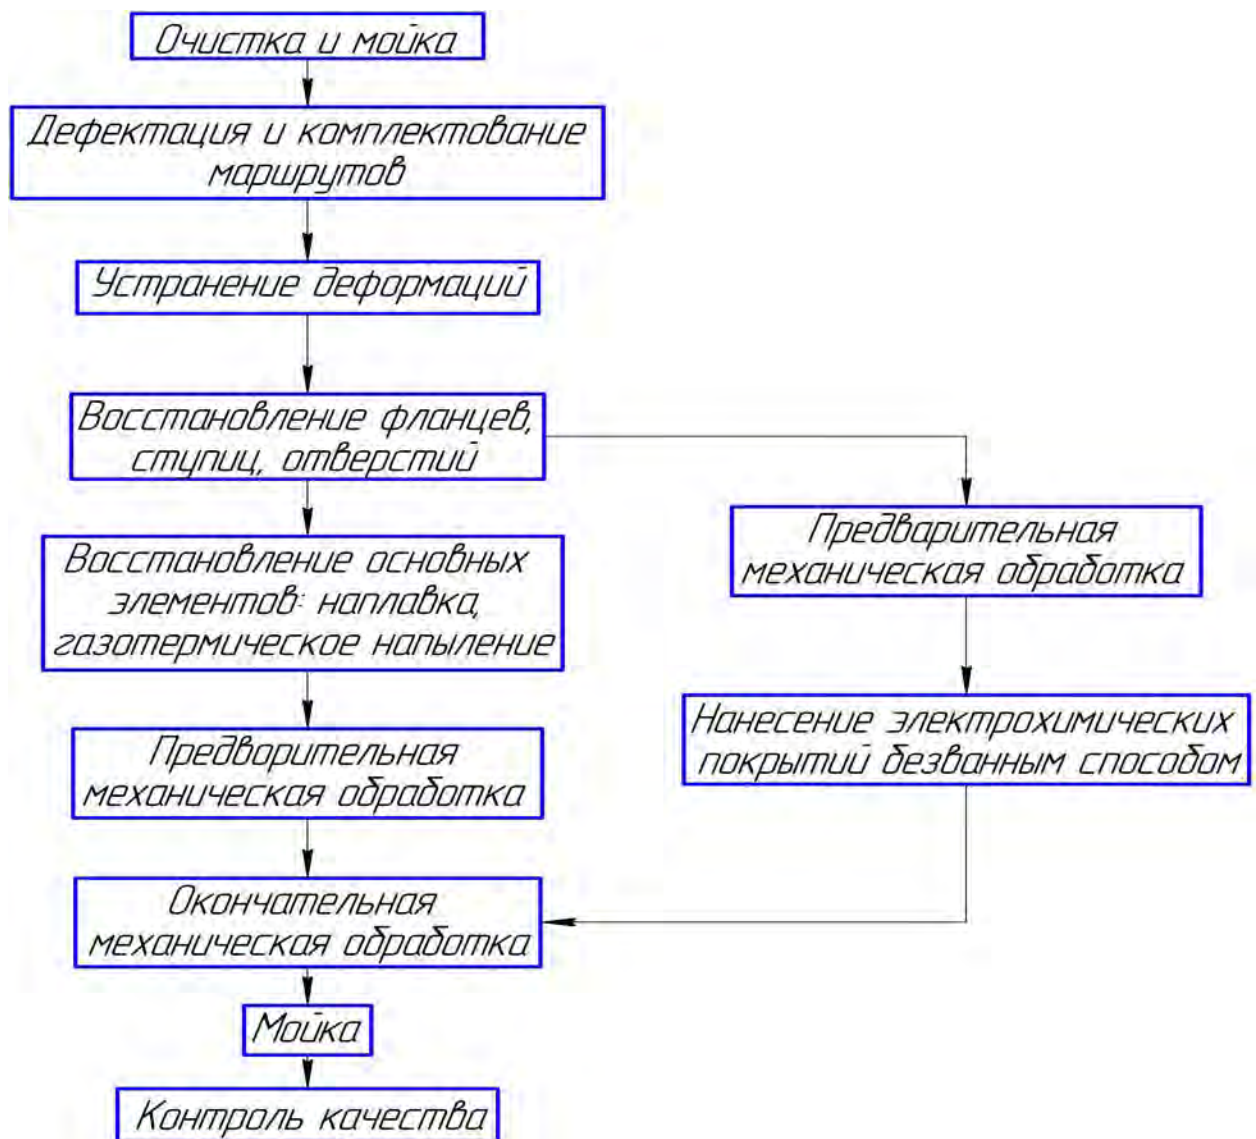 Очистка и мойка
Дефектация и комплектование
маршрутов
Устранение деформаций
Восстановление фланцев,
ступиц, отверстий
Восстановление основных
элементов: наплавка,
газотермическое напыление
Предворительная
механическая обработка
Предварительная
механическая обработка
Нанесение электрохимических
покрытий безванным способом
Окончательная
механическая обработка
Мойка
Контроль качества